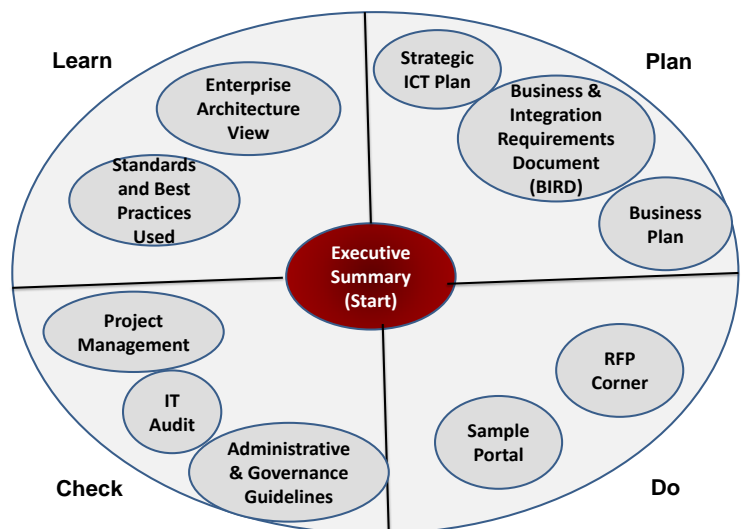 Learn
Plan
Strategic
ICT Plan
Enterprise
Architecture
View
Business &
Integration
Requirements
Document
(BIRD)
Standards
and Best
Practices
Used
Business
Plan
Executive
Summary
(Start)
Project
Management
RFP
Corner
IT
Audit
Sample
Portal
Administrative
& Governance
Guidelines
Check
Do